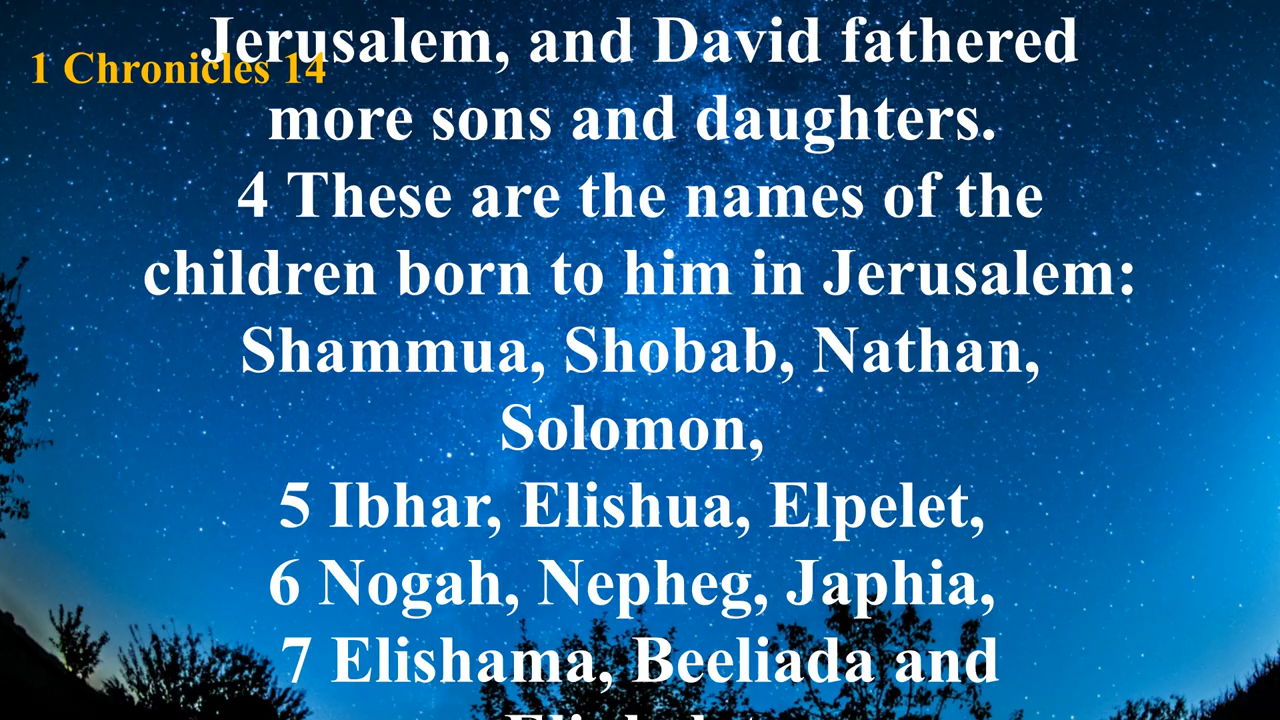 1 Chronicles 14
Jerusalem, and David fathered
more sons and daughters.
4 These are the names of the
children born to him in Jerusalem:
Shammua, Shobab, Nathan,
Solomon,
5 Ibhar, Elishua, Elpelet,
6 Nogah, Nepheg, Japhia,
7 Elishama, Beeliada and